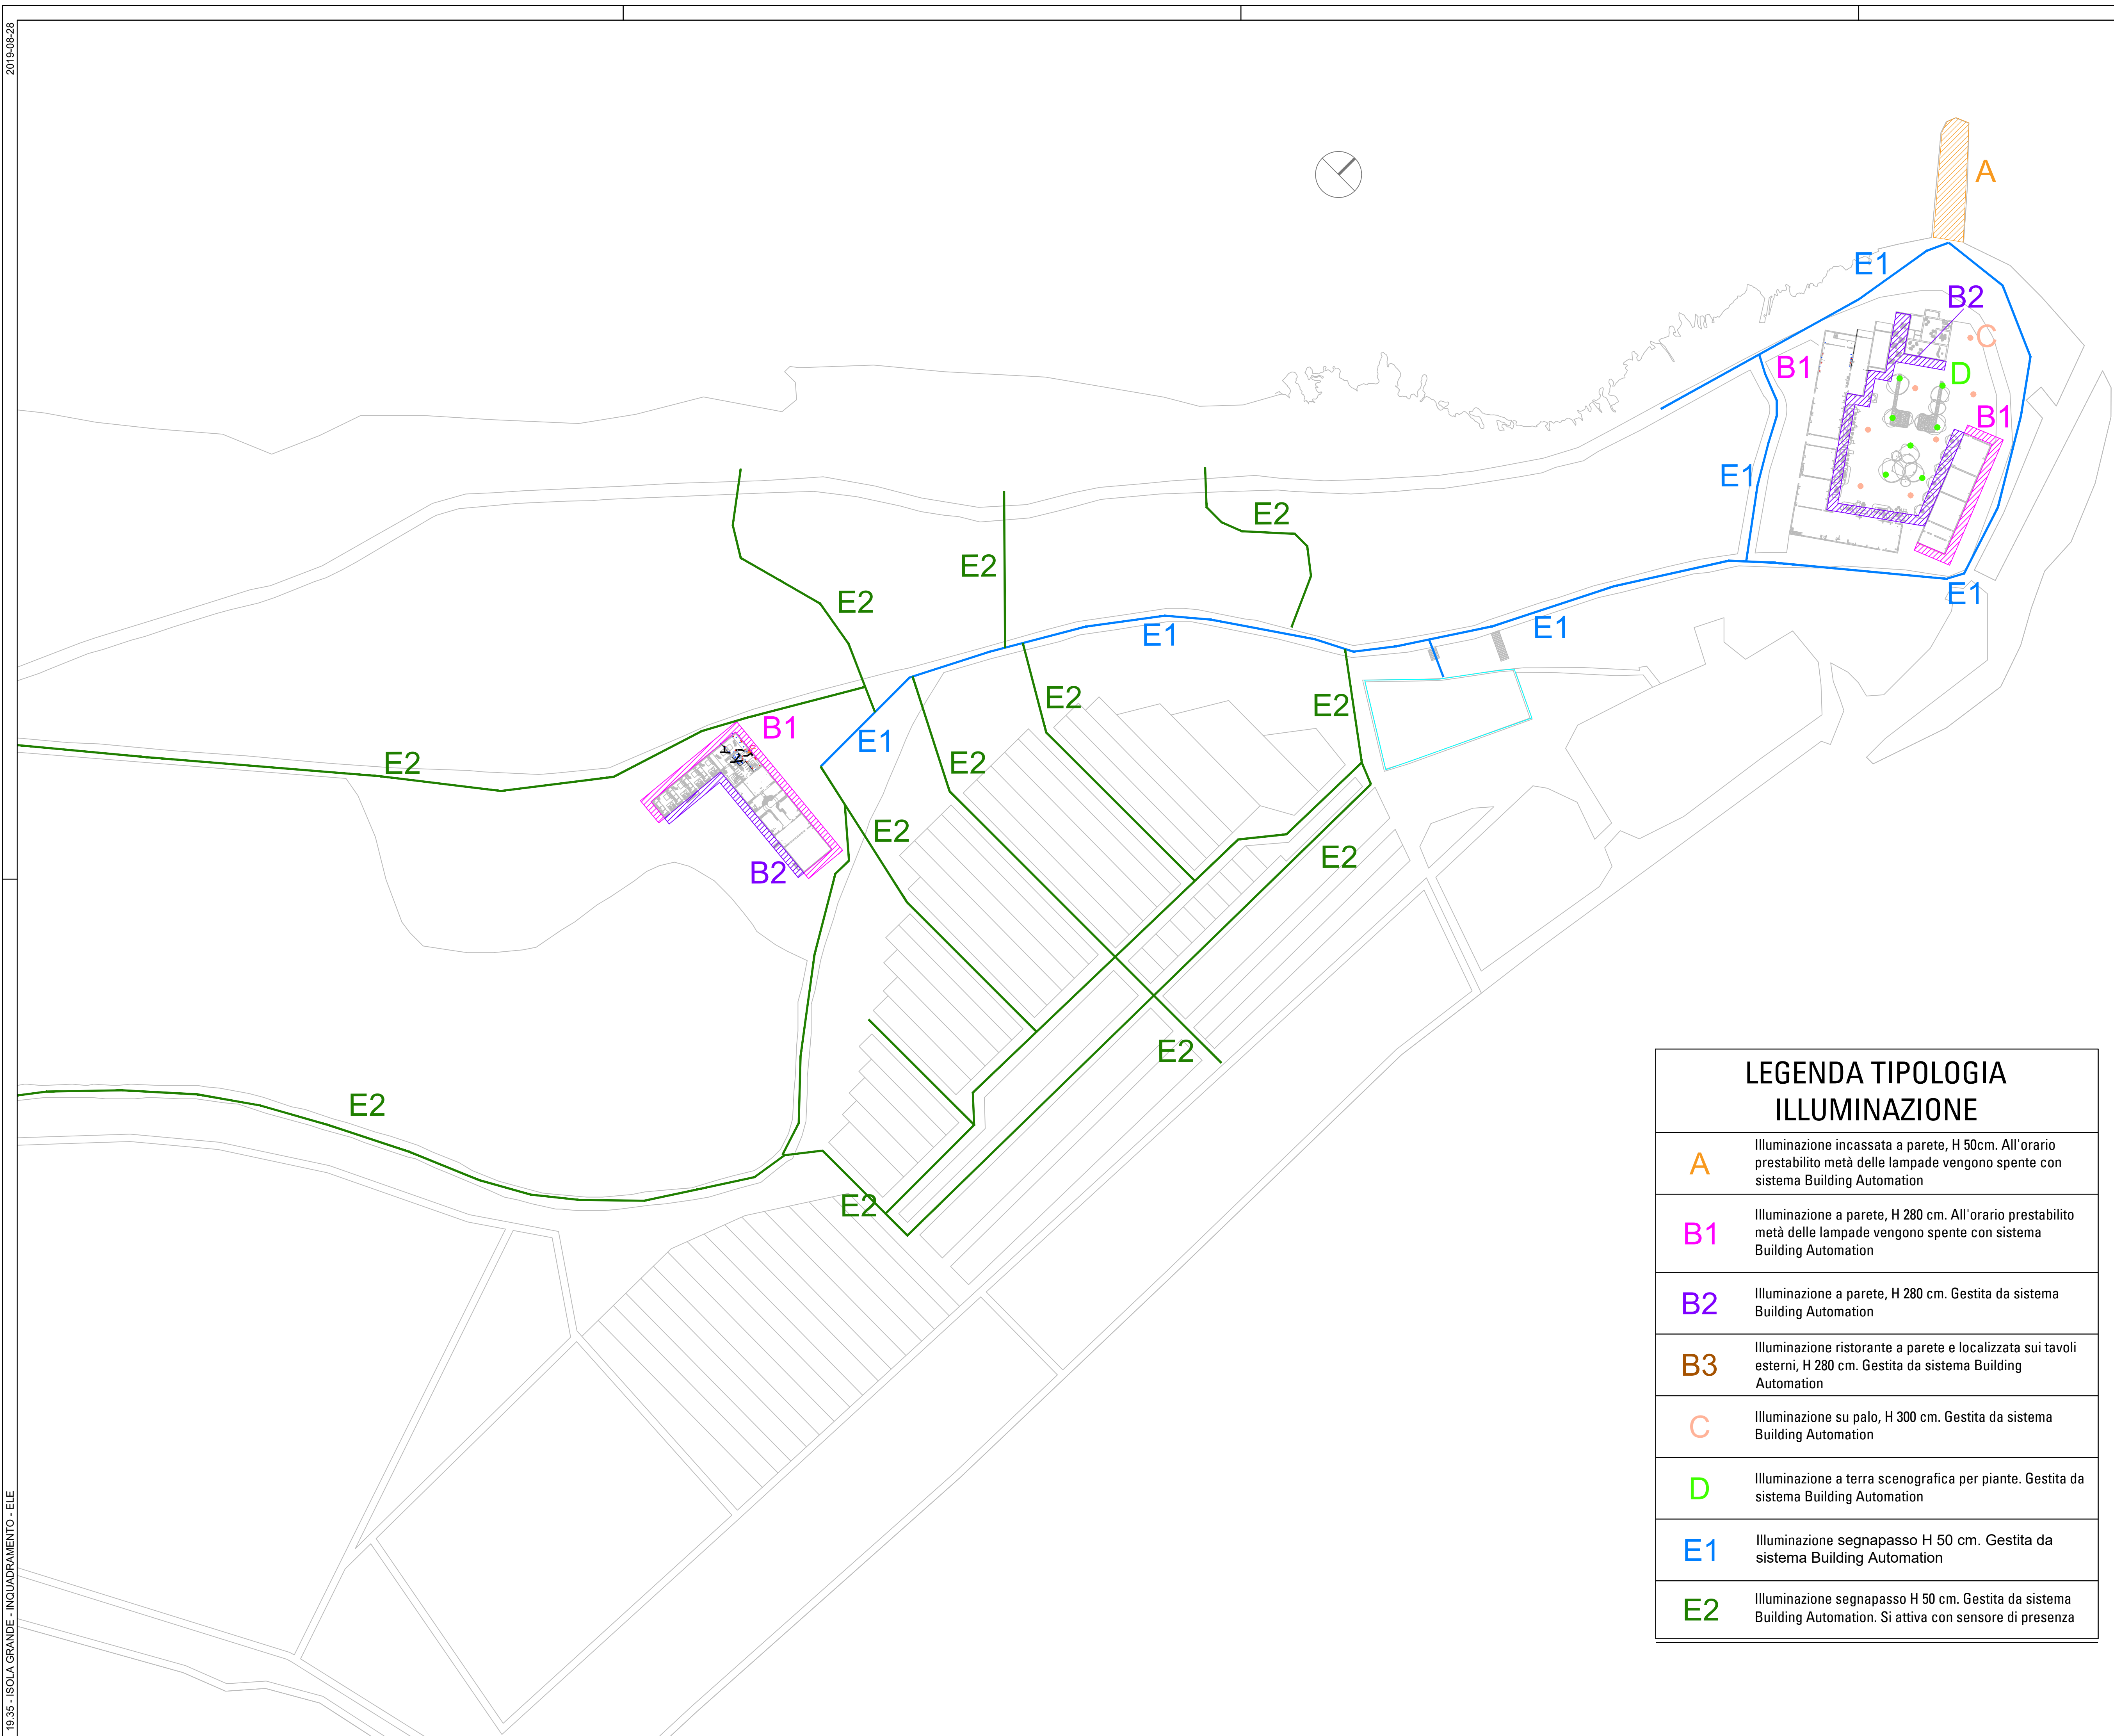 2019-08-28
A
E1
B2
C
B1
D
B1
E1
E2
E2
E2
E1
E1
E1
E2
E2
B1
E1
E2
E2
E2
B2
E2
E2
E2
E2
19.35 - ISOLA GRANDE - INQUADRAMENTO - ELE
LEGENDA TIPOLOGIA
ILLUMINAZIONE
A
Illuminazione incassata a parete, H 50cm. All'orario
prestabilito metà delle lampade vengono spente con
sistema Building Automation
B1
Illuminazione a parete, H 280 cm. All'orario prestabilito
metà delle lampade vengono spente con sistema
Building Automation
B2
Illuminazione a parete, H 280 cm. Gestita da sistema
Building Automation
B3
Illuminazione ristorante a parete e localizzata sui tavoli
esterni, H 280 cm. Gestita da sistema Building
Automation
C
Illuminazione su palo, H 300 cm. Gestita da sistema
Building Automation
D
Illuminazione a terra scenografica per piante. Gestita da
sistema Building Automation
E1
Illuminazione segnapasso H 50 cm. Gestita da
sistema Building Automation
E2
Illuminazione segnapasso H 50 cm. Gestita da sistema
Building Automation. Si attiva con sensore di presenza